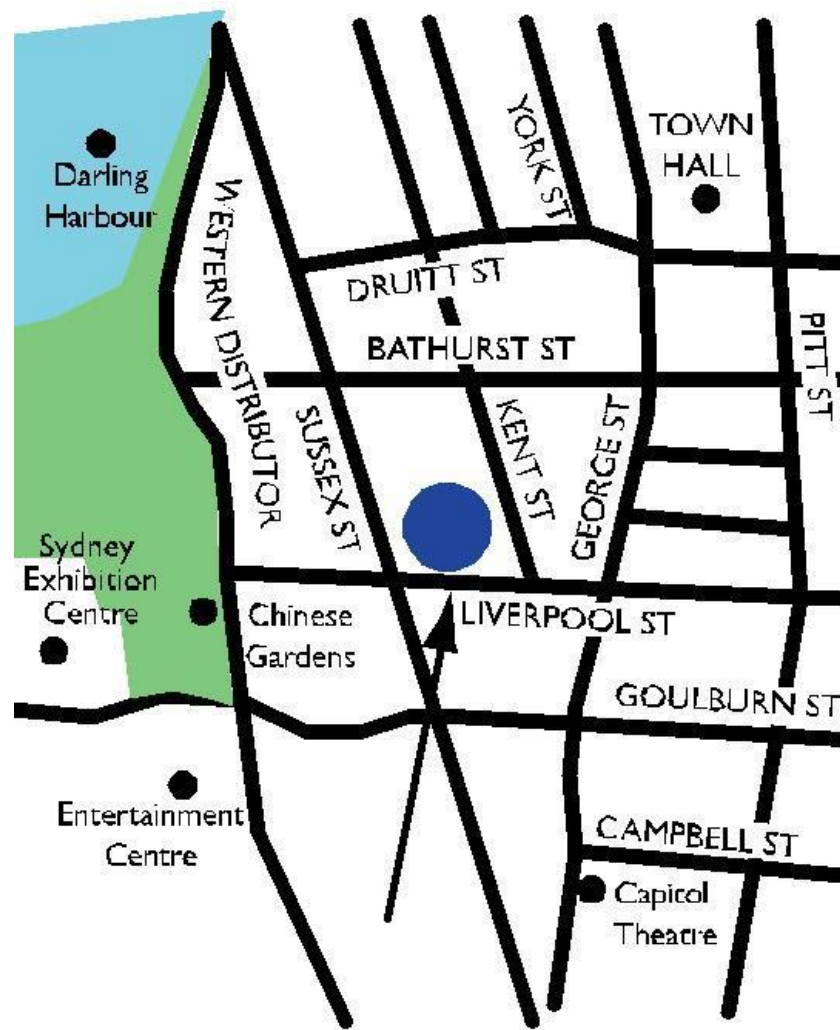 YORK ST
TOWN
HALL
Darling
Harbour
WESTERN DISTRIBUTOR
DRUITT ST
BATHURST ST
PITT ST
SUSSEX ST
KENT ST
GEORGE ST
Sydney
Exhibition
Centre
Chinese
Gardens
LIVERPOOL ST
GOULBURN ST
Entertainment
Centre
CAMPBELL ST
Capitol
Theatre